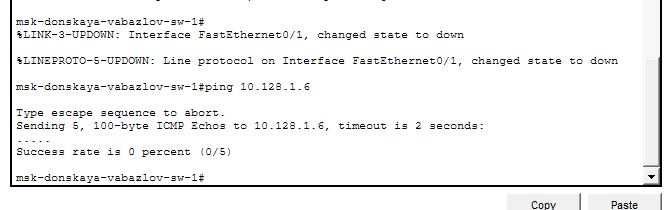 msk-donskaya-vabazlov-sw-1#
%LINK-3-UPDOWN: Interface FastEthernet0/1, changed state to down
%LINEPROTO-5-UPDOWN: Line protocol on Interface FastEthernet0/1, changed state to down
msk-donskaya-vabazlov-sw-1#ping 10.128.1.6
Type escape sequence to abort.
Sending 5, 100-byte ICMP Echos to 10.128.1.6, timeout is 2 seconds:
.....
Success rate is 0 percent (0/5)
msk-donskaya-vabazlov-sw-1#
Copy Paste